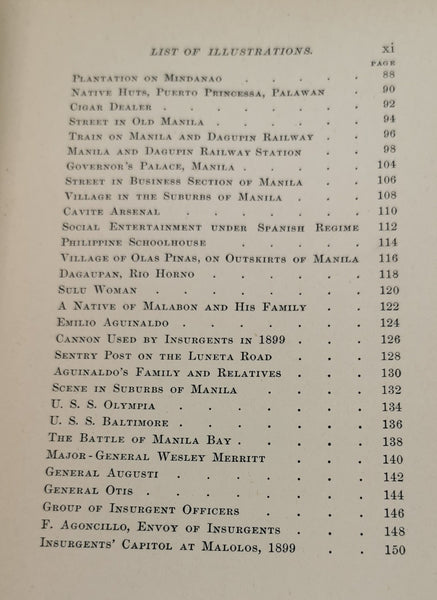 LIST OF ILLUSTRATIONS. xi
PAGE
Plantation on Mindanao . . . . . 88
Native Huts, Puerto Princessa, Palawan . 90
Cigar Dealer . . . . . . . 92
Street in Old Manila . . . . . 94
Train on Manila and Dagupin Railway . . 96
Manila and Dagupin Railway Station . . 98
Governor's Palace, Manila . . . . . 104
Street in Business Section of Manila . . 106
Village in the Suburbs of Manila . . . 108
Cavite Arsenal . . . . . . 110
Social Entertainment under Spanish Regime 112
Philippine Schoolhouse . . . . . 114
Village of Olas Pinas, on Outskirts of Manila 116
Dagaupan, Rio Horno . . . . . 118
Sulu Woman . . . . . . . 120
A Native of Malabon and His Family . . 122
Emilio Aguinaldo . . . . . . 124
Cannon Used by Insurgents in 1899 . . . 126
Sentry Post on the Luneta Road . . . 128
Aguinaldo's Family and Relatives . . . 130
Scene in Suburbs of Manila . . . . 132
U. S. S. Olympia . . . . . . 134
U. S. S. Baltimore . . . . . . 136
The Battle of Manila Bay . . . . . 138
Major-General Wesley Merritt . . . 140
General Augusti . . . . . . 142
General Otis . . . . . . . 144
Group of Insurgent Officers . . . . 146
F. Agoncillo, Envoy of Insurgents . . . 148
Insurgents' Capitol at Malolos, 1899 . . 150